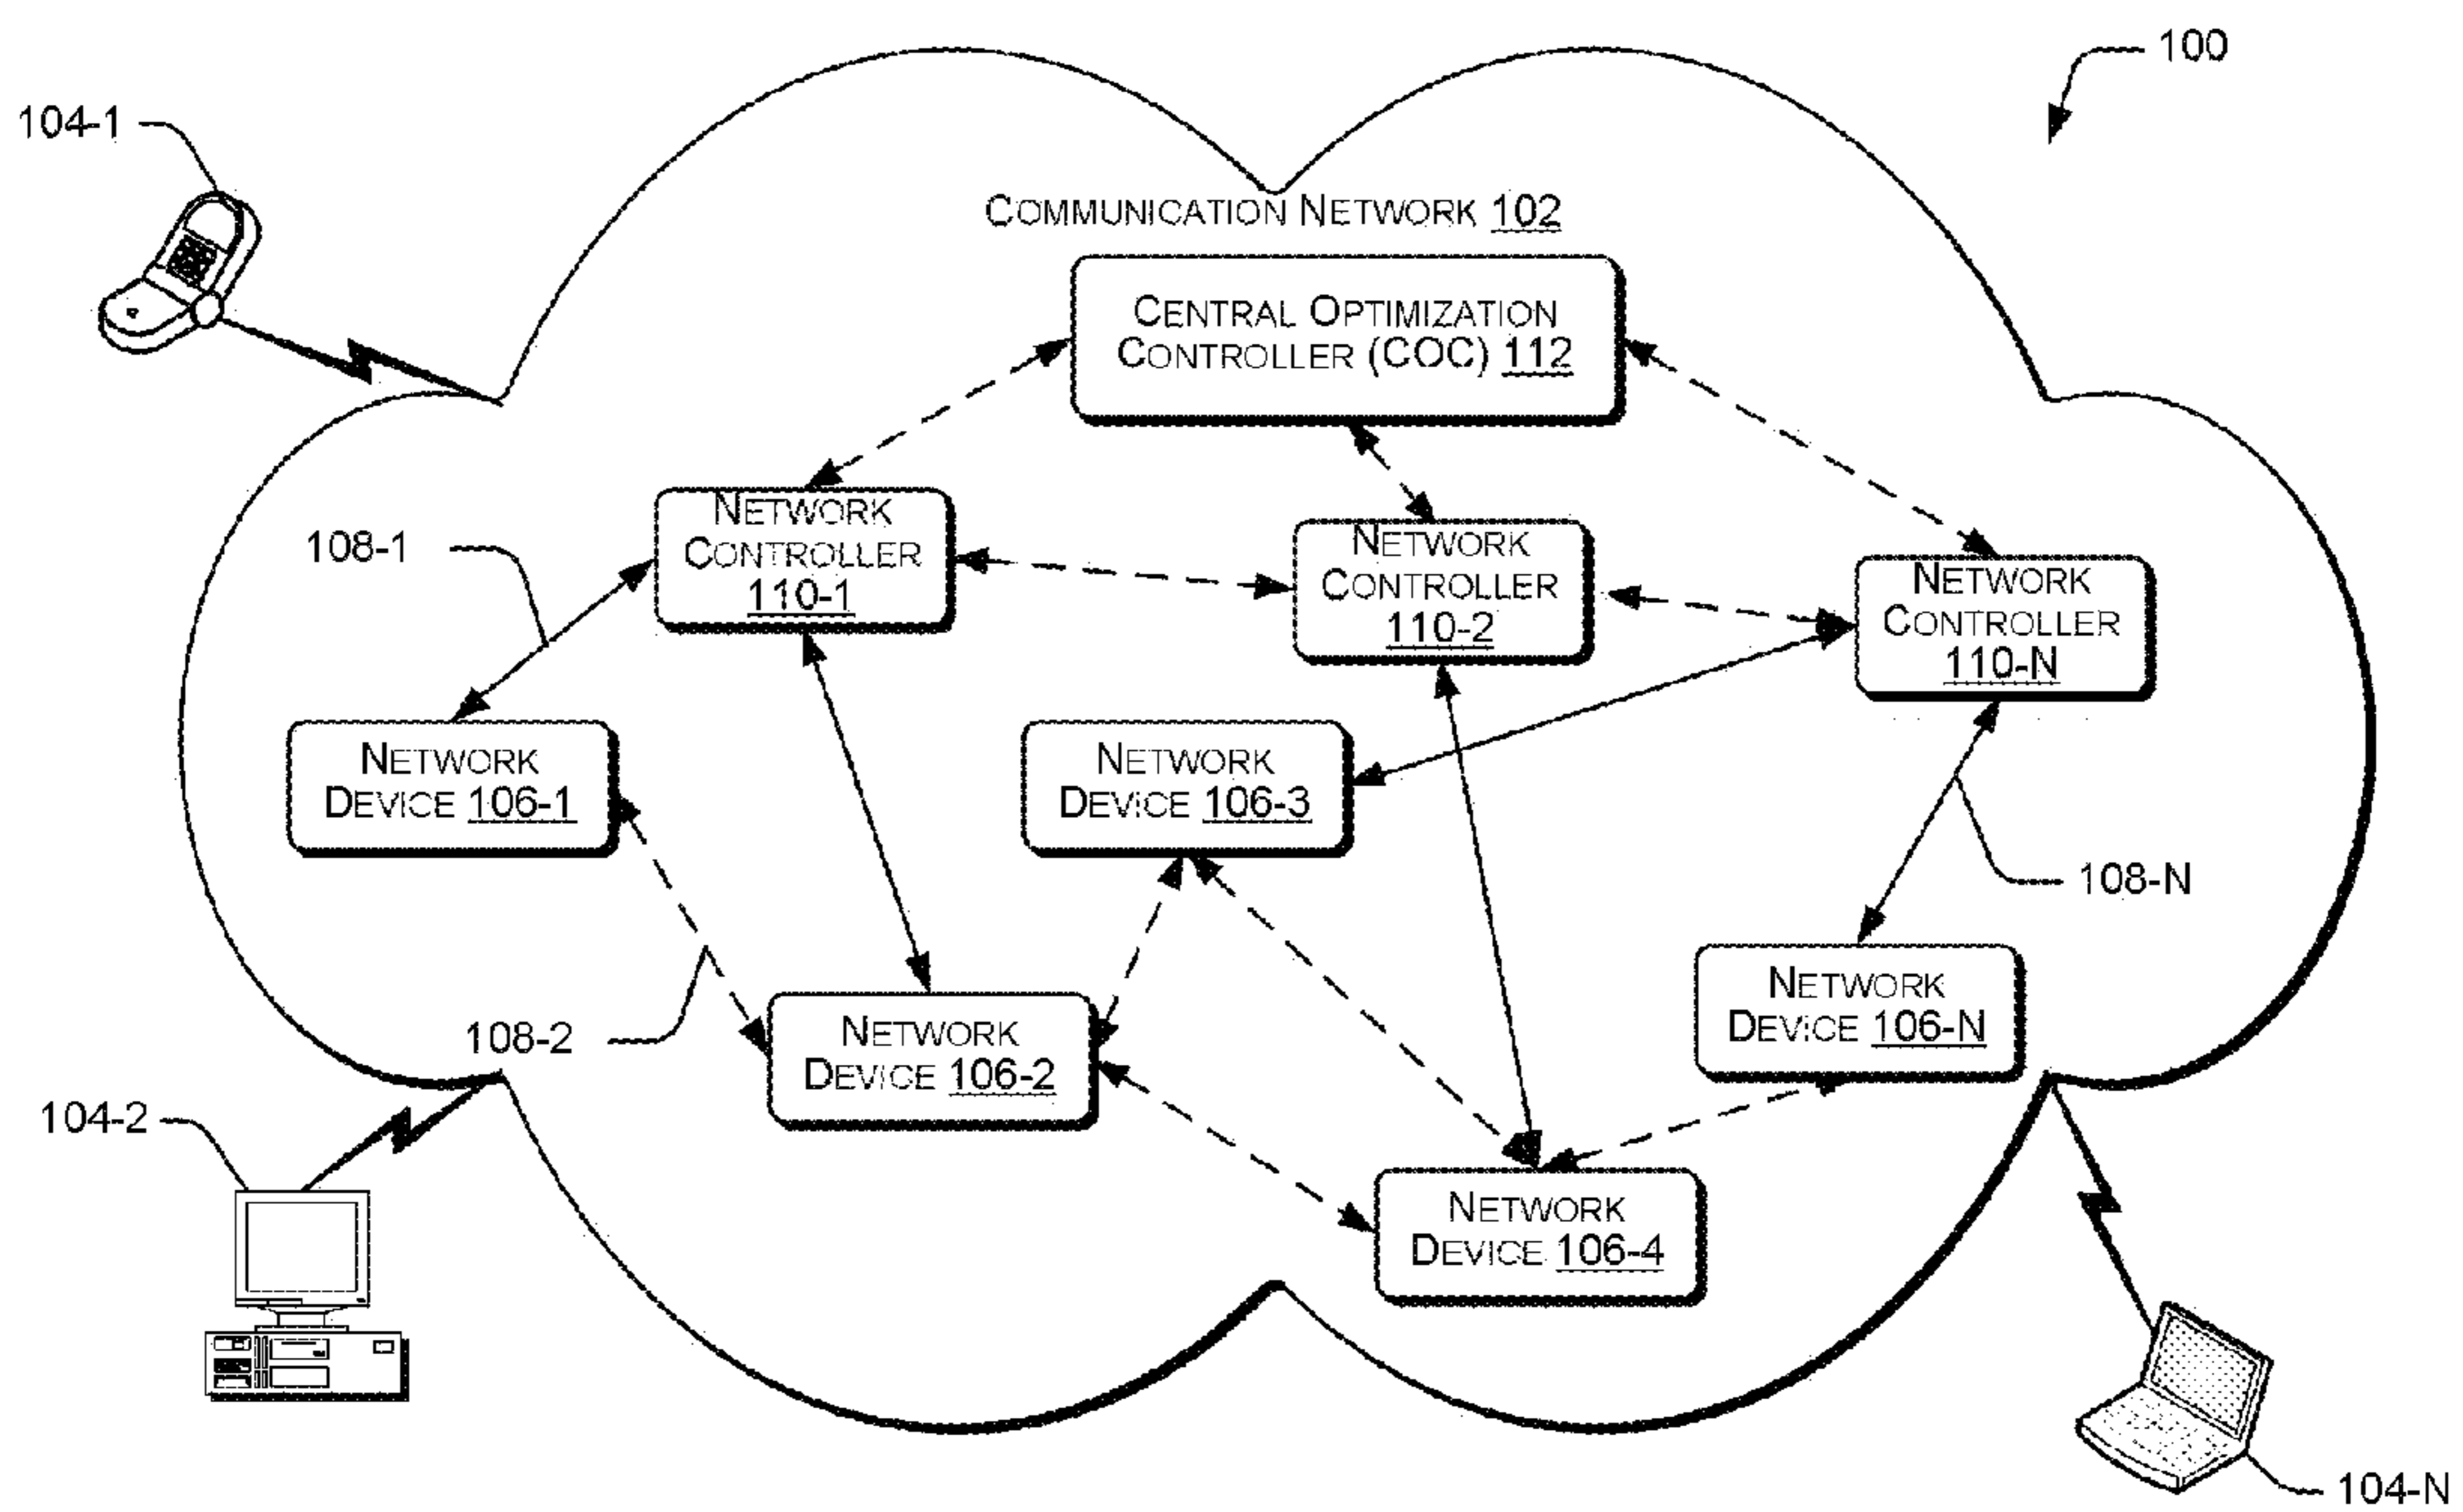 100
104-1
COMMUNICATION NETWORK 102
CENTRAL OPTIMIZATION
CONTROLLER (COC) 112
NETWORK
CONTROLLER
110-1
108-1
NETWORK
CONTROLLER
110-2
NETWORK
CONTROLLER
110-N
NETWORK
DEVICE 106-1
NETWORK
DEVICE 106-3
108-N
NETWORK
DEVICE 106-N
108-2
NETWORK
DEVICE 106-2
104-2
NETWORK
DEVICE 106-4
104-N